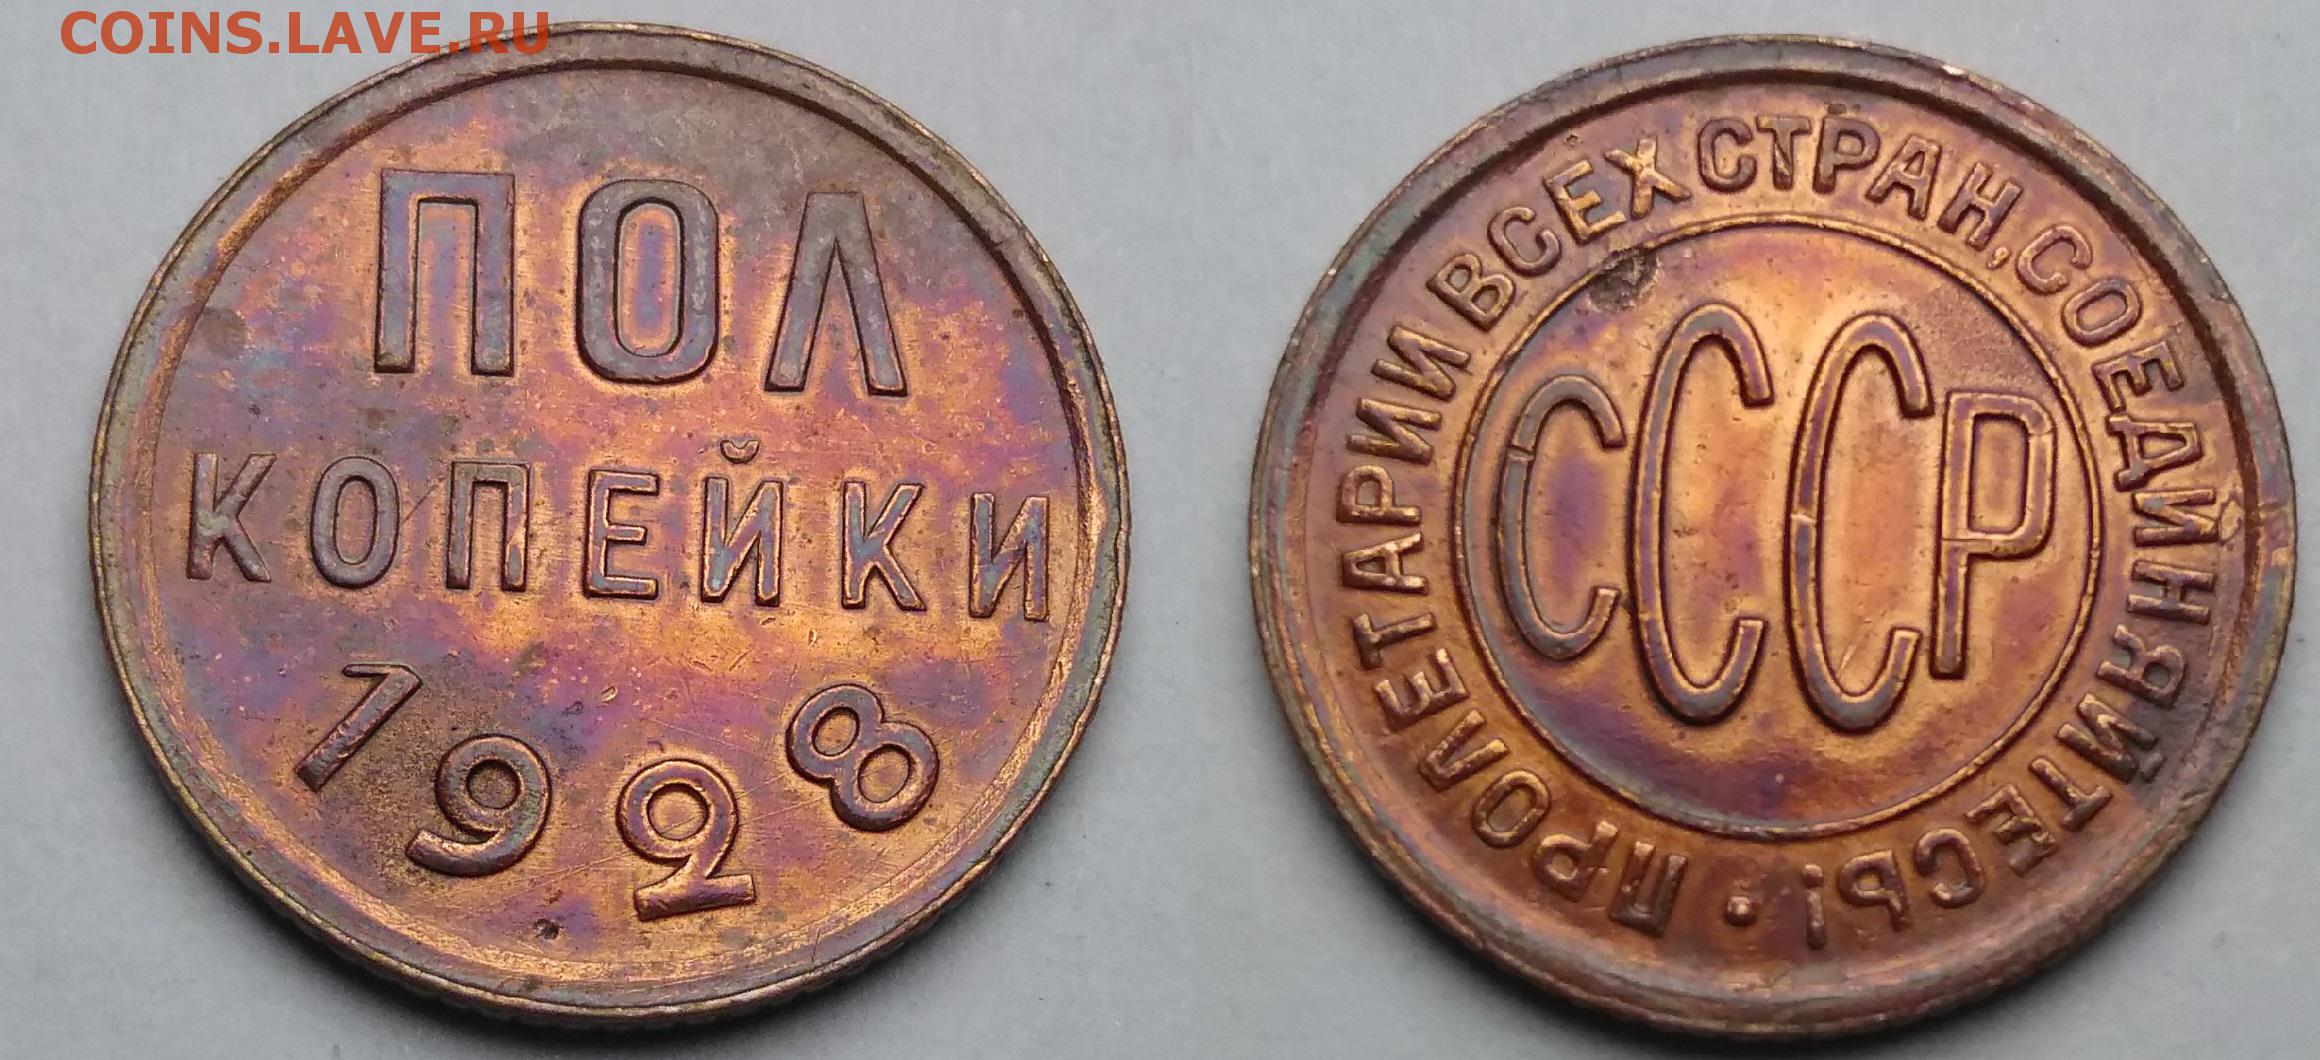 COINS.LAVE.RU
ПОЛ
КОПЕЙКИ
1928
ПРОЛЕТАРИИ ВСЕХ СТРАН, СОЕДИНЯЙТЕСЬ! •
СССР